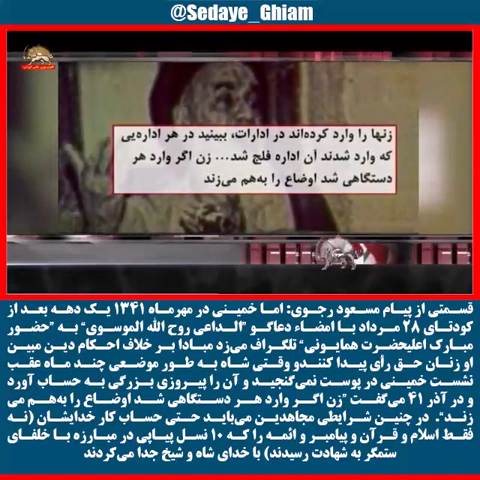 @Sedaye_Ghiam
زنها را وارد کرده‌اند در ادارات، ببینید در هر اداره‌یی
که وارد شدند آن اداره فلج شد... زن اگر وارد هر
دستگاهی شد اوضاع را به‌هم می‌زند
قسمتی از پیام مسعود رجوی: اما خمینی در مهرماه ۱۳۴۱ یک دهه بعد از
کودتای ۲۸ مرداد با امضاء دعاگو "الداعی روح الله الموسوی" به "حضور
مبارک اعلیحضرت همایونی" تلگراف می‌زد مبادا بر خلاف احکام دین مبین
او زنان حق رأی پیدا کنندو وقتی شاه به طور موضعی چند ماه عقب
نشست خمینی در پوست نمی‌گنجید و آن را پیروزی بزرگی به حساب آورد
و در آذر ۴۱ می‌گفت "زن اگر وارد هر دستگاهی شد اوضاع را به‌هم می
زند". در چنین شرایطی مجاهدین می‌باید حتی حساب کار خدایشان (نه
فقط اسلام و قرآن و پیامبر و ائمه را که ۱۰ نسل پیاپی در مبارزه با خلفای
ستمگر به شهادت رسیدند) با خدای شاه و شیخ جدا می‌کردند